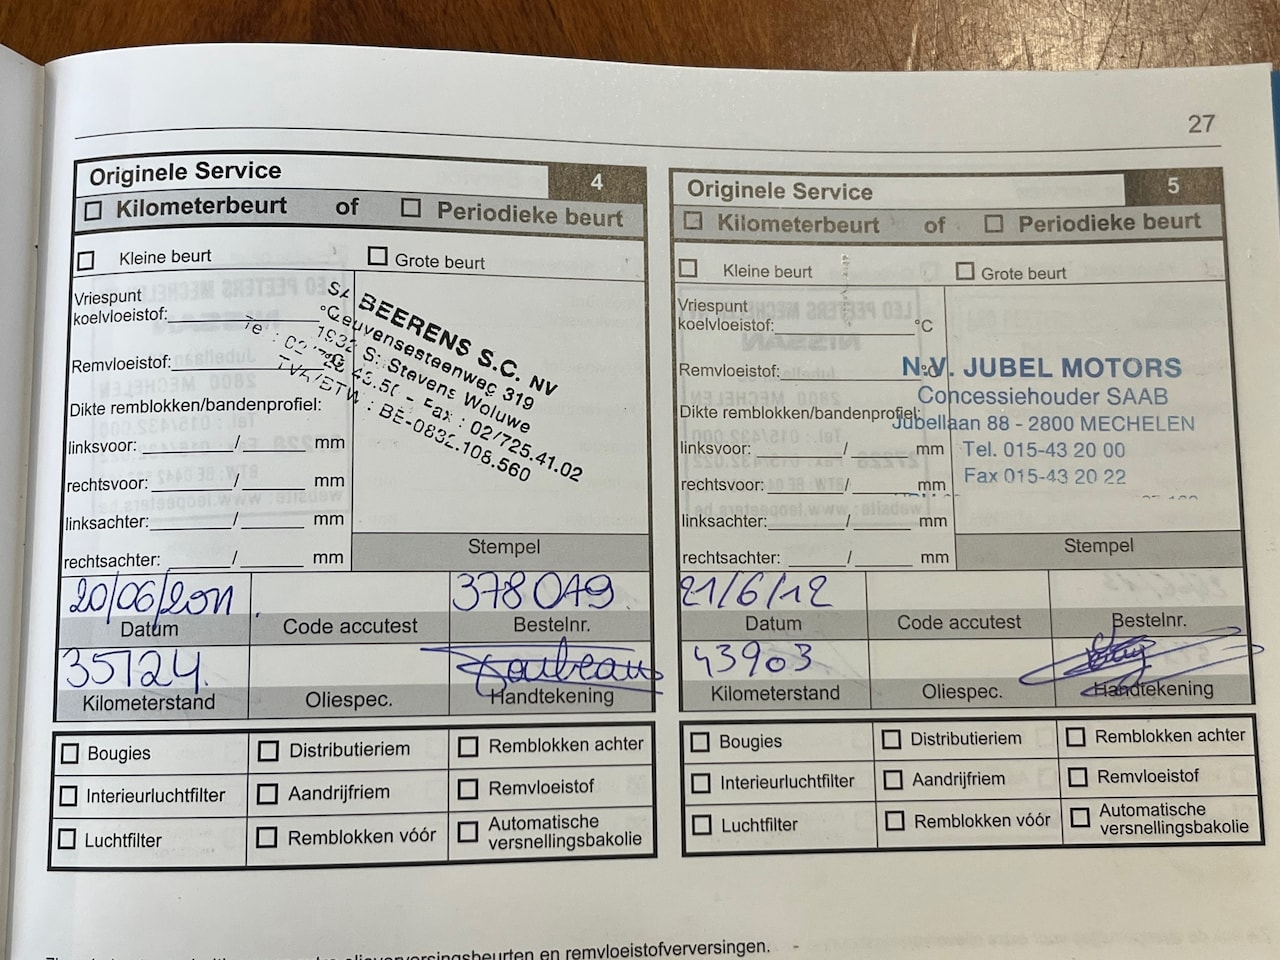 27
Originele Service 4
Kilometerbeurt of Periodieke beurt
Kleine beurt Grote beurt
Vriespunt
koelvloeistof: °C
Remvloeistof: °C
Dikte remblokken/bandenprofiel:
linksvoor: / mm
rechtsvoor: / mm
linksachter: / mm
rechtsachter: / mm
BEERENS S.C. NV
Leuvensesteenweg 319
St Stevens Woluwe
43.50 - Fax : 02/725.41.02
TVA/BTW : BE-0832.108.560
Stempel
20/06/2011 378049
Datum Code accutest Bestelnr.
35124
Kilometerstand Oliespec. Handtekening
Bougies Distributieriem Remblokken achter
Interieurluchtfilter Aandrijfriem Remvloeistof
Luchtfilter Remblokken vóór Automatische
versnellingsbakolie
Originele Service 5
Kilometerbeurt of Periodieke beurt
Kleine beurt Grote beurt
Vriespunt
koelvloeistof: °C
Remvloeistof: °C
Dikte remblokken/bandenprofiel:
linksvoor: / mm
rechtsvoor: / mm
linksachter: / mm
rechtsachter: / mm
N.V. JUBEL MOTORS
Concessiehouder SAAB
Jubellaan 88 - 2800 MECHELEN
Tel. 015-43 20 00
Fax 015-43 20 22
Stempel
21/6/12
Datum Code accutest Bestelnr.
43903
Kilometerstand Oliespec. Handtekening
Bougies Distributieriem Remblokken achter
Interieurluchtfilter Aandrijfriem Remvloeistof
Luchtfilter Remblokken vóór Automatische
versnellingsbakolie
olieverversingsbeurten en remvloeistofverversingen.